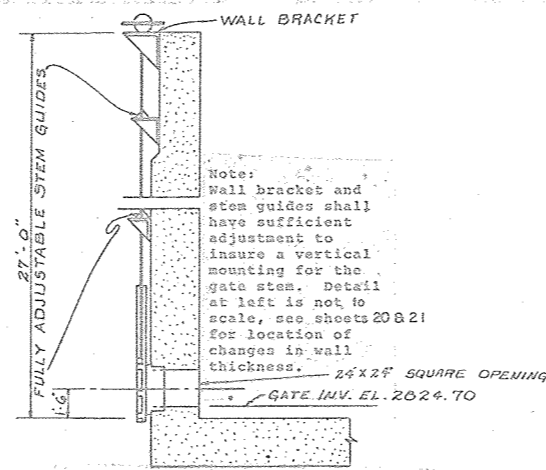 WALL BRACKET
27'-0"
FULLY ADJUSTABLE STEM GUIDES
Note:
Wall bracket and
stem guides shall
have sufficient
adjustment to
insure a vertical
mounting for the
gate stem. Detail
at left is not to
scale, see sheets 20 & 21
for location of
changes in wall
thickness.
24"X24" SQUARE OPENING
GATE INV. EL. 2824.70
1'-6"